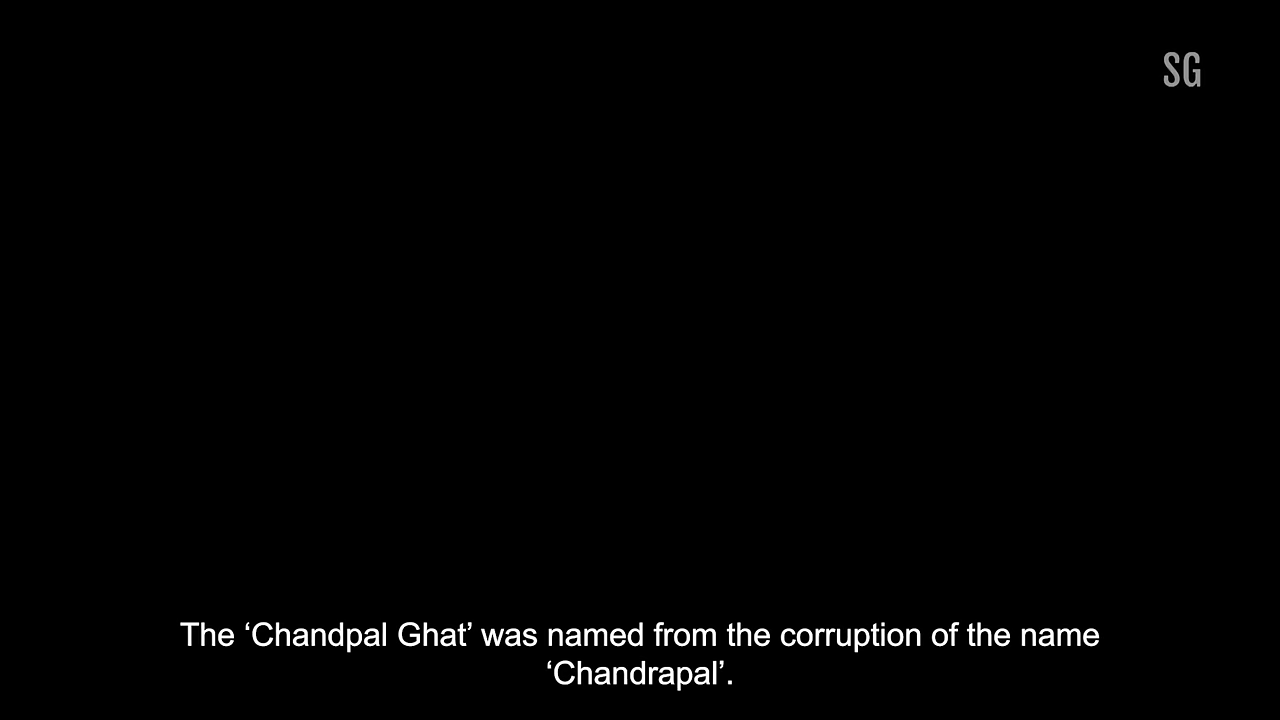 SG
The ‘Chandpal Ghat’ was named from the corruption of the name
‘Chandrapal’.